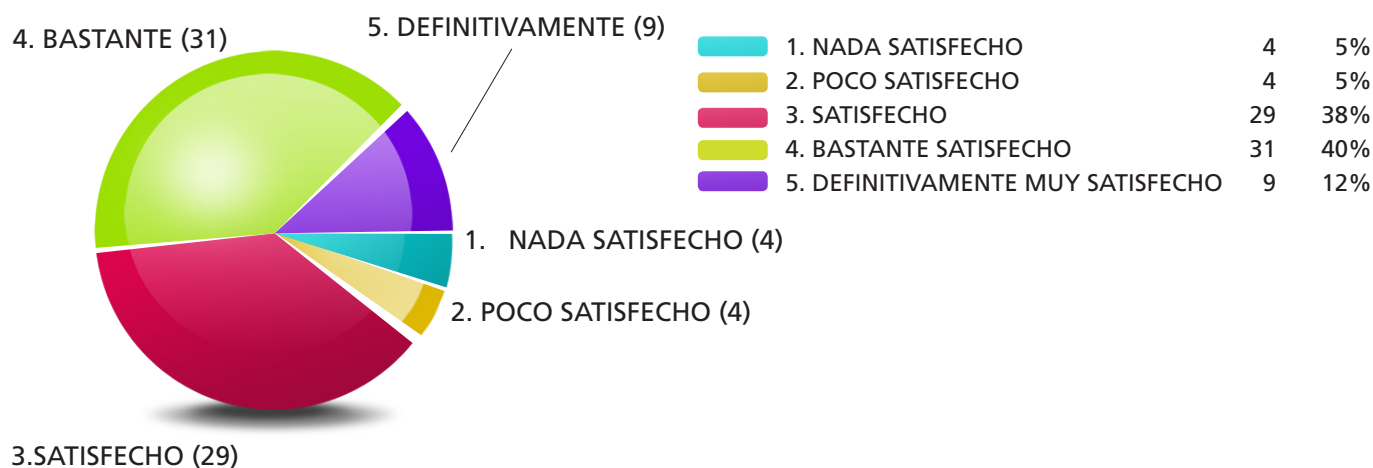 4. BASTANTE (31)
5. DEFINITIVAMENTE (9)
1. NADA SATISFECHO (4)
2. POCO SATISFECHO (4)
3.SATISFECHO (29)
1. NADA SATISFECHO 4 5%
2. POCO SATISFECHO 4 5%
3. SATISFECHO 29 38%
4. BASTANTE SATISFECHO 31 40%
5. DEFINITIVAMENTE MUY SATISFECHO 9 12%